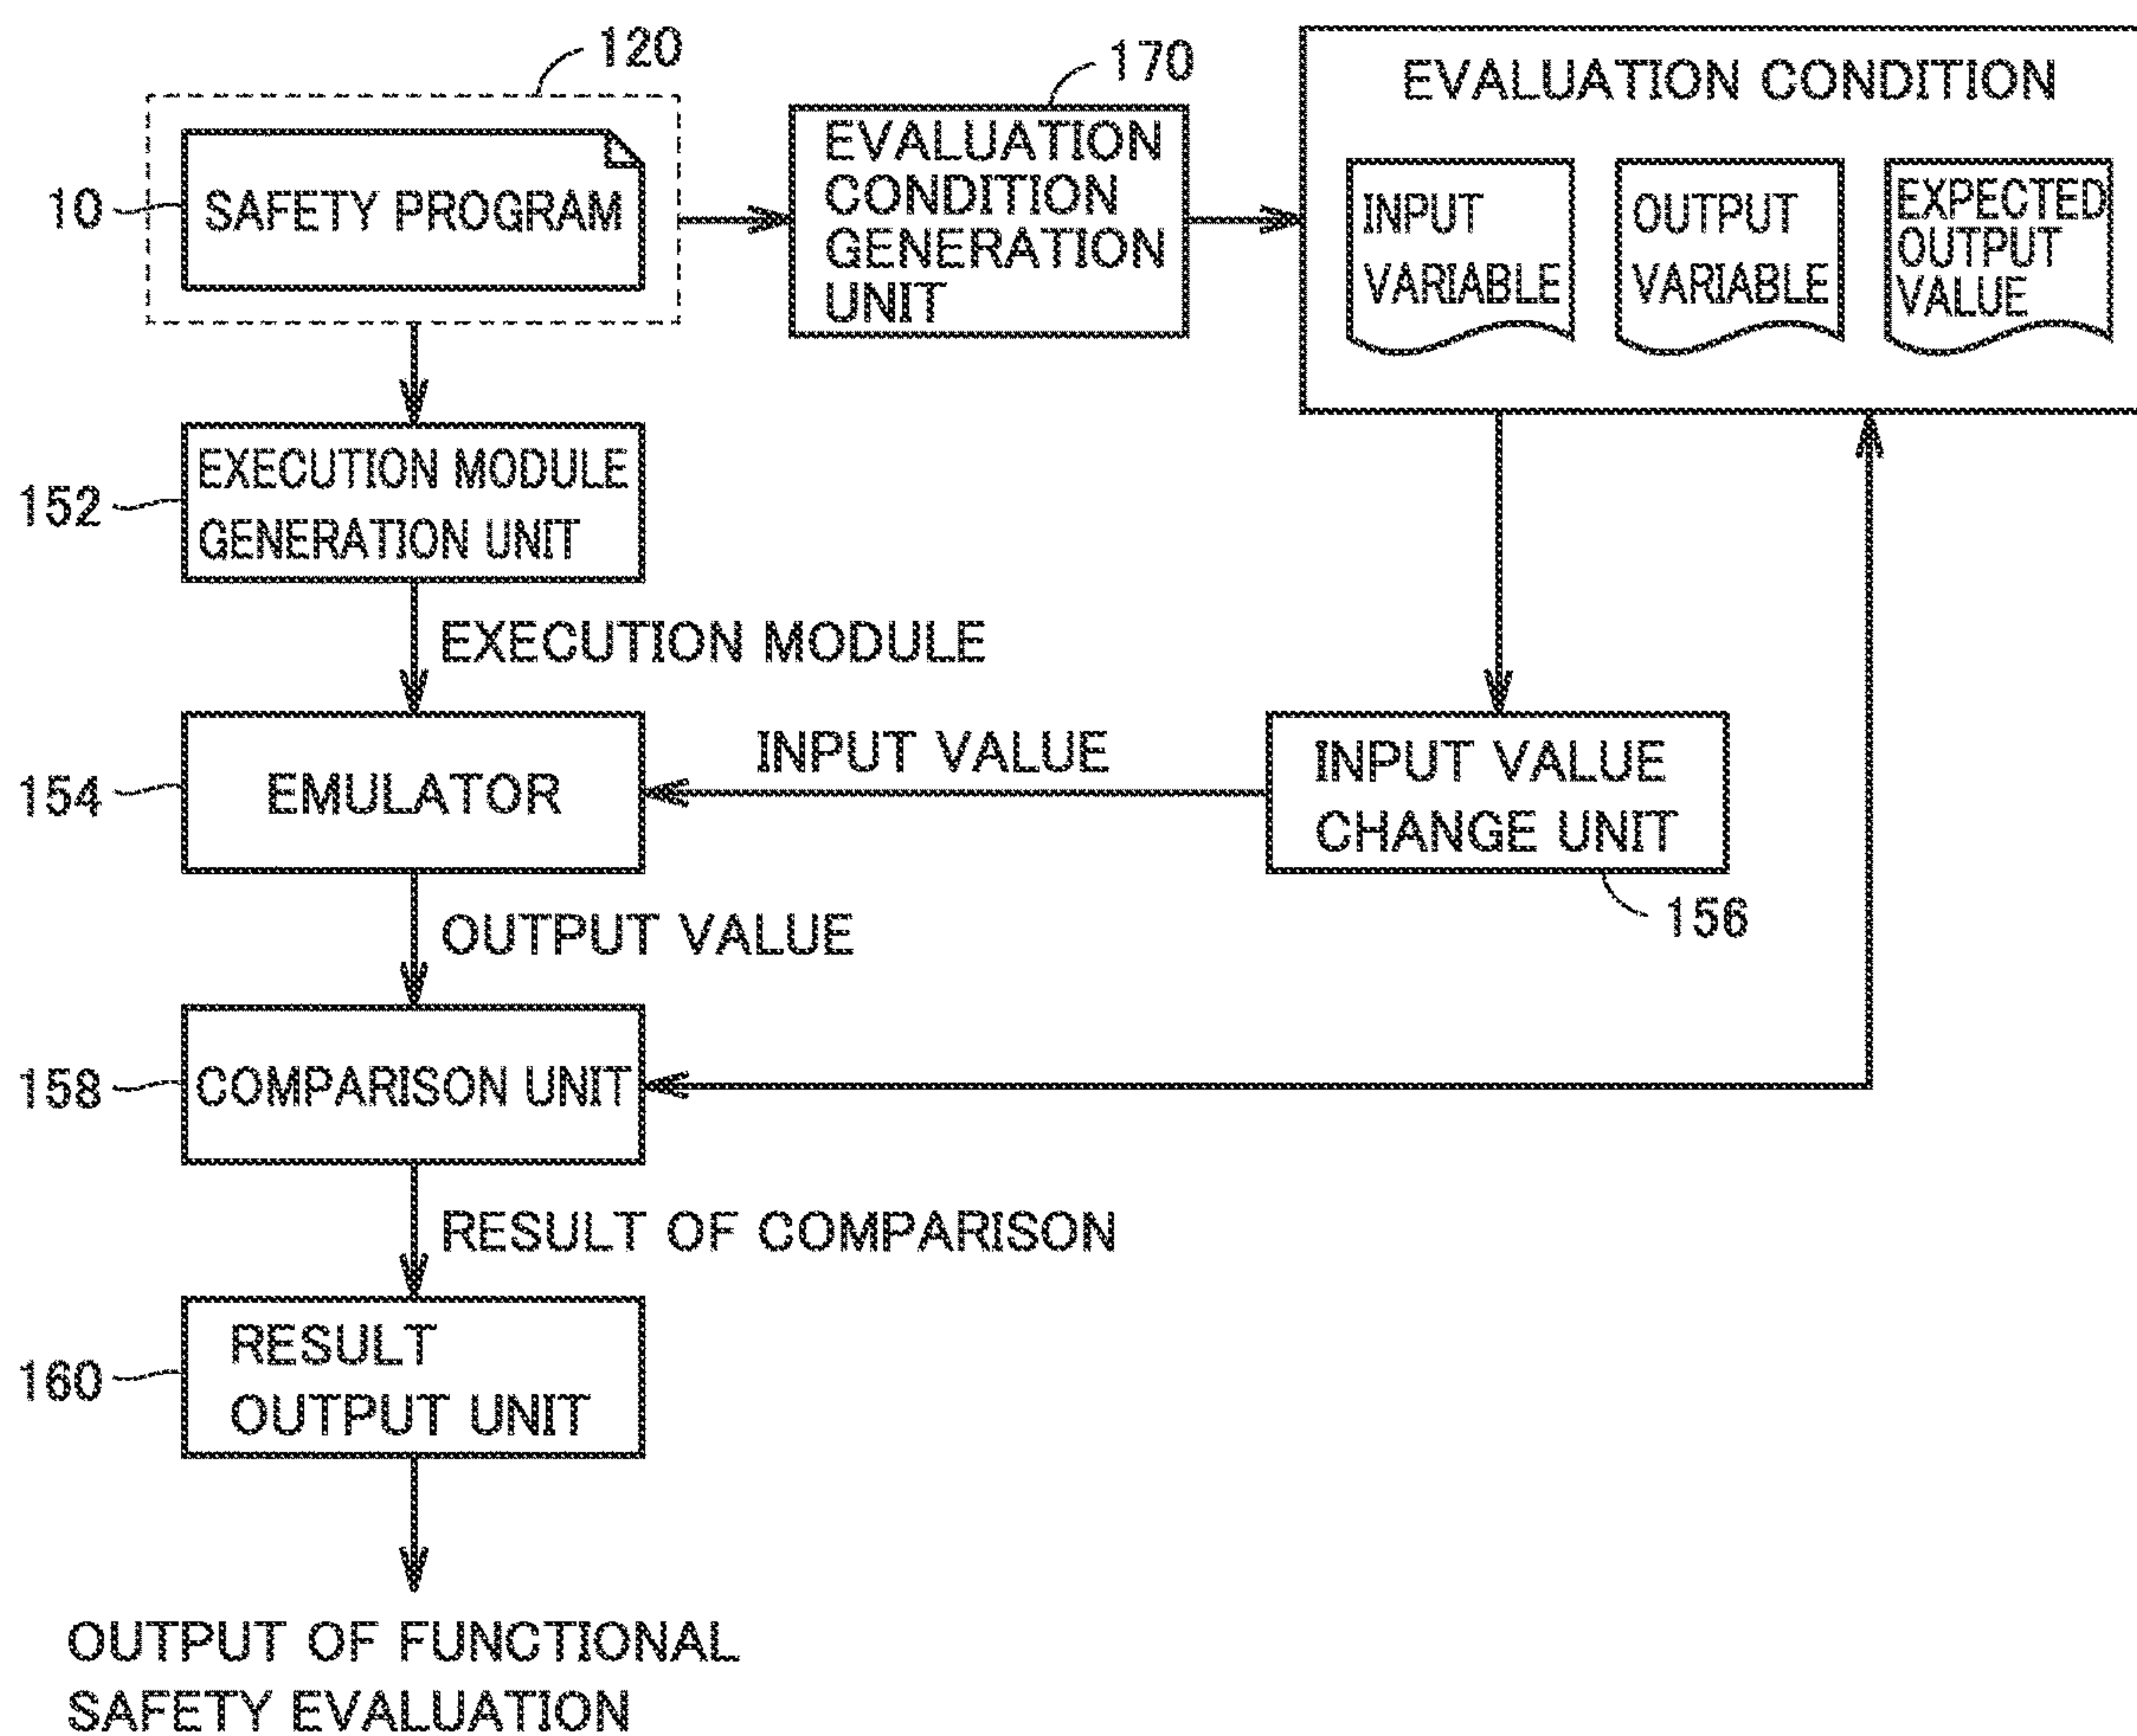 120
10
SAFETY PROGRAM
170
EVALUATION
CONDITION
GENERATION
UNIT
EVALUATION CONDITION
INPUT
VARIABLE
OUTPUT
VARIABLE
EXPECTED
OUTPUT
VALUE
152
EXECUTION MODULE
GENERATION UNIT
EXECUTION MODULE
154
EMULATOR
INPUT VALUE
INPUT VALUE
CHANGE UNIT
156
OUTPUT VALUE
158
COMPARISON UNIT
RESULT OF COMPARISON
160
RESULT
OUTPUT UNIT
OUTPUT OF FUNCTIONAL
SAFETY EVALUATION